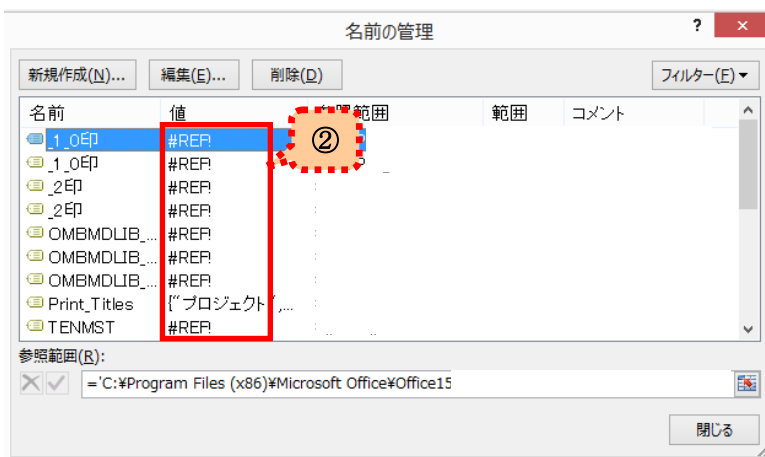 名前の管理 ? ×
新規作成(N)... 編集(E)... 削除(D) フィルター(F)▼
名前 値 範囲 コメント
②
_1_0印 #REF!
_1_0印 #REF!
_2印 #REF!
_2印 #REF!
OMBMDLIB_... #REF!
OMBMDLIB_... #REF!
OMBMDLIB_... #REF!
Print_Titles {"プロジェクト",...
TENMST #REF!
参照範囲(R):
='C:¥Program Files (x86)¥Microsoft Office¥Office15
閉じる